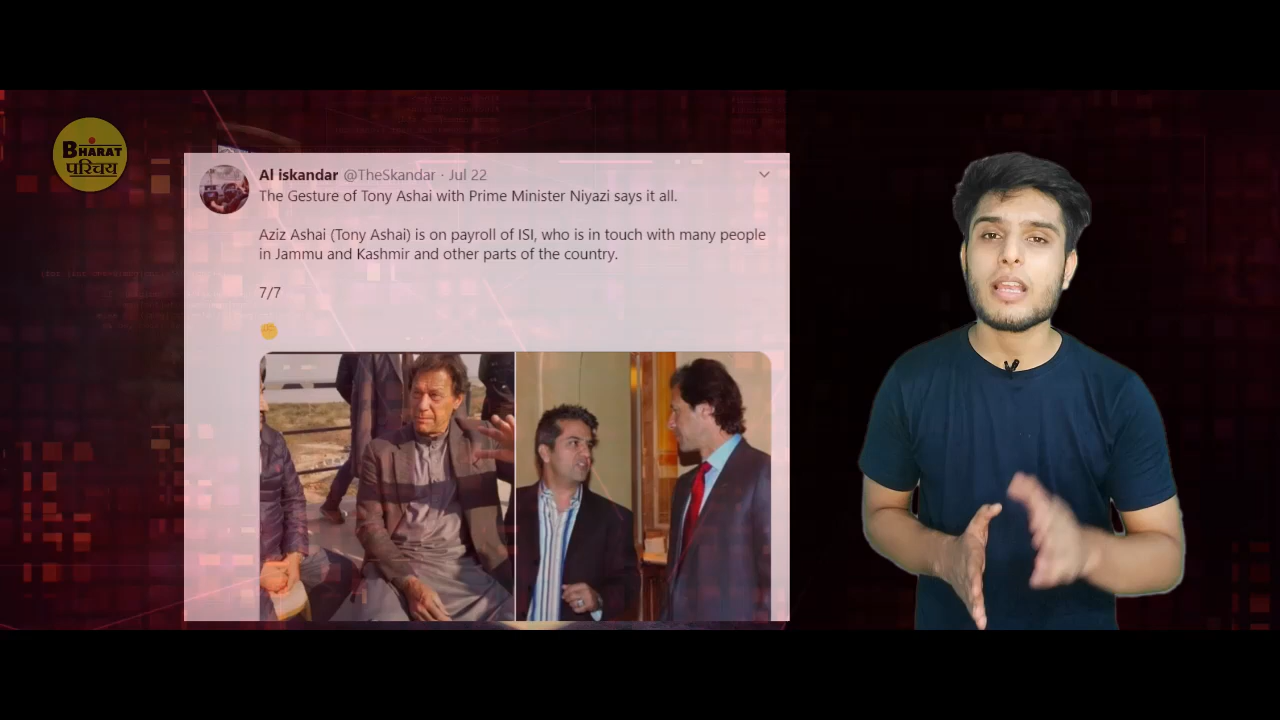 BHARAT
परिचय
Al iskandar @TheSkandar · Jul 22
The Gesture of Tony Ashai with Prime Minister Niyazi says it all.
Aziz Ashai (Tony Ashai) is on payroll of ISI, who is in touch with many people
in Jammu and Kashmir and other parts of the country.
7/7